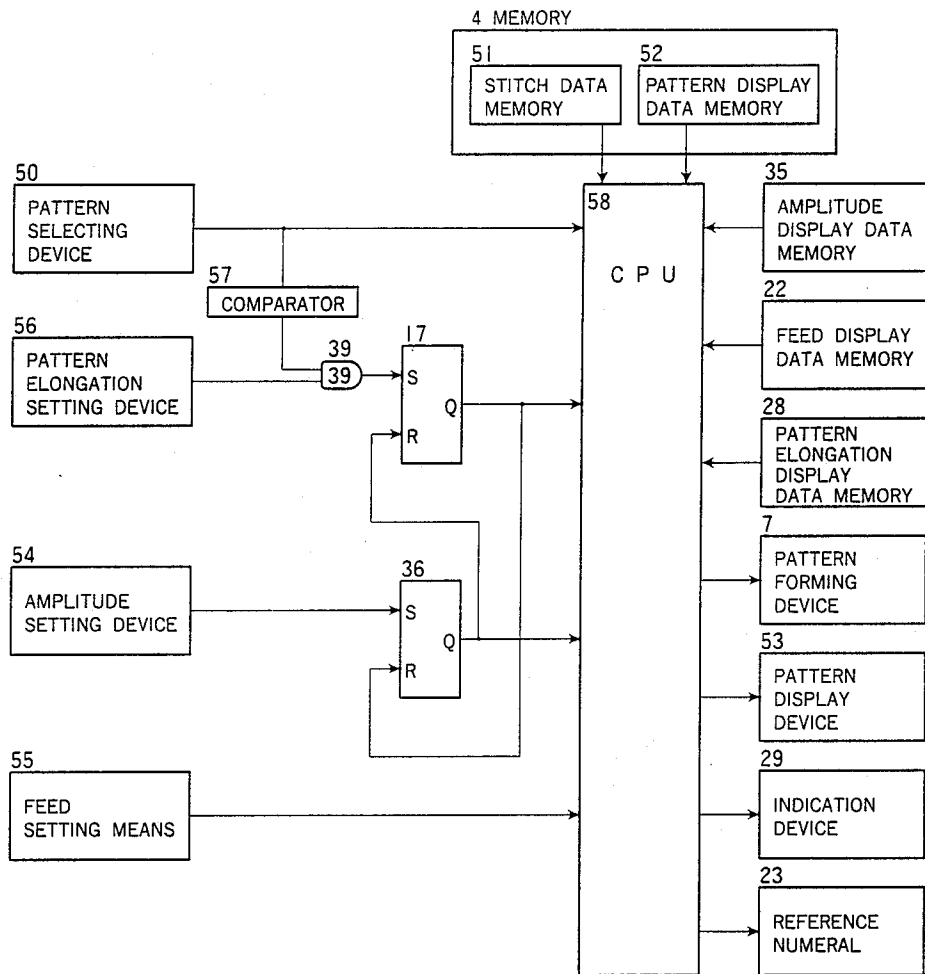 4 MEMORY
51
STITCH DATA
MEMORY
52
PATTERN DISPLAY
DATA MEMORY
50
PATTERN
SELECTING
DEVICE
58
CPU
35
AMPLITUDE
DISPLAY DATA
MEMORY
57
COMPARATOR
22
FEED DISPLAY
DATA MEMORY
56
PATTERN
ELONGATION
SETTING DEVICE
39
39
17
S
Q
R
28
PATTERN
ELONGATION
DISPLAY
DATA MEMORY
7
PATTERN
FORMING
DEVICE
54
AMPLITUDE
SETTING DEVICE
36
S
Q
R
53
PATTERN
DISPLAY
DEVICE
55
FEED
SETTING MEANS
29
INDICATION
DEVICE
23
REFERENCE
NUMERAL